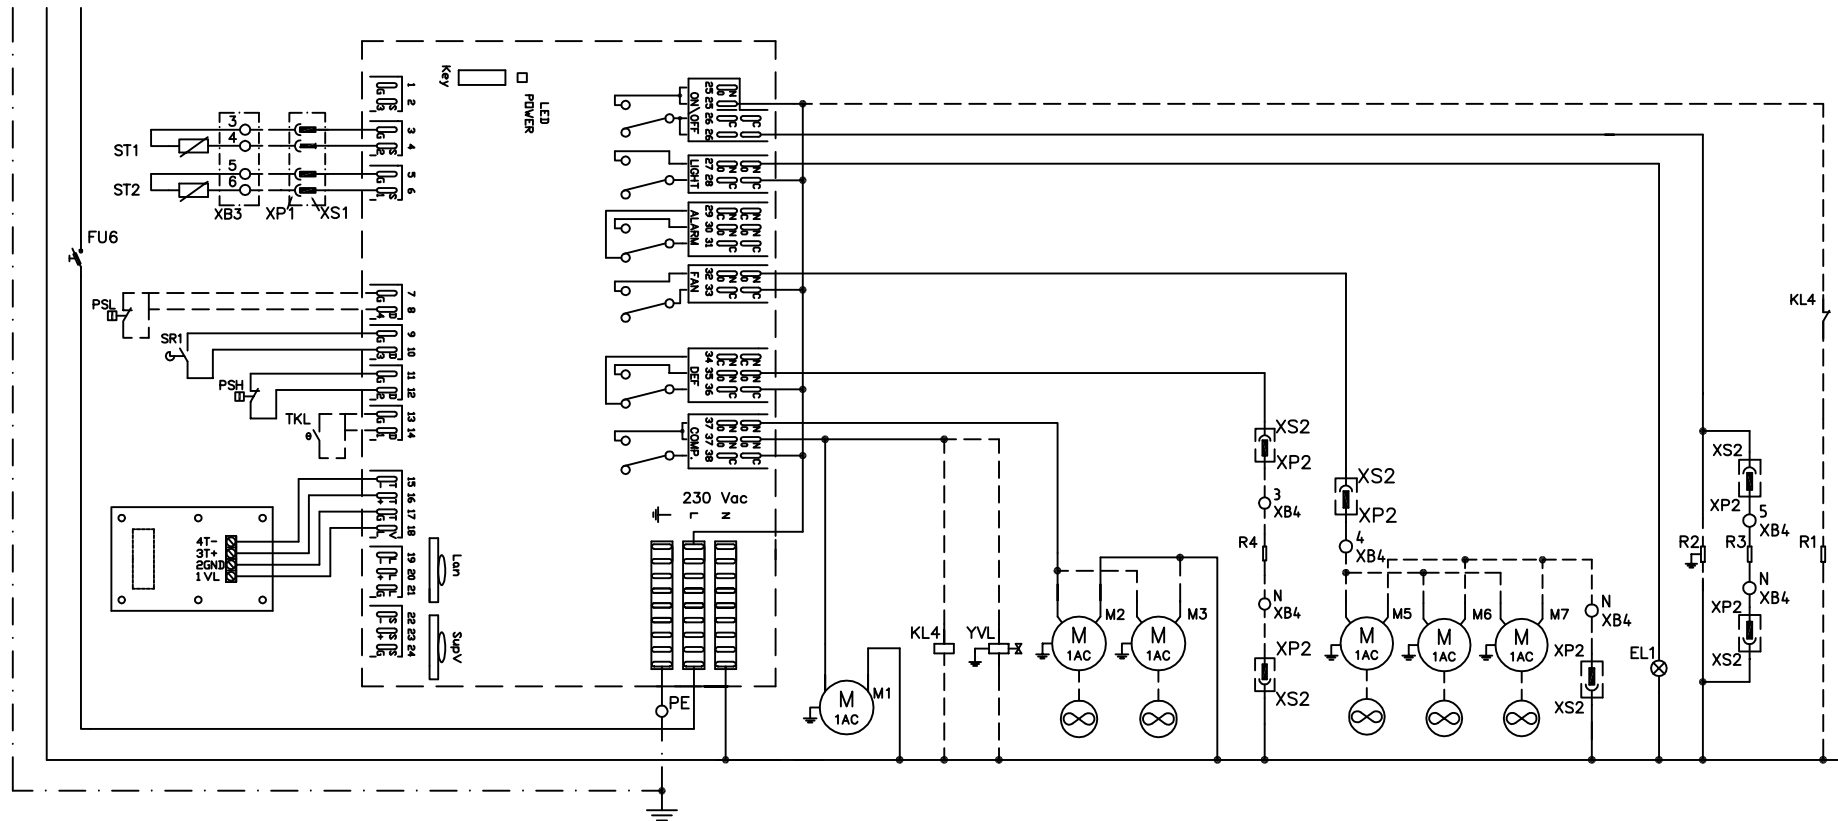 Key
LED
POWER
1
2
3
4
5
6
7
8
9
10
11
12
13
14
15
16
17
18
19
20
21
22
23
24
Lan
SupV
ST1
ST2
3
4
5
6
XB3
XP1
XS1
FU6
PSL
SR1
PSH
TKL
θ
4T-
3T+
2GND
1VL
25
25
26
26
ON\OFF
27
28
LIGHT
29
30
31
ALARM
32
33
FAN
34
35
36
DEF
37
37
38
COMP.
230 Vac
L
N
PE
M
1AC
M1
KL4
YVL
M
1AC
M2
M
1AC
M3
XS2
XP2
3
XB4
R4
N
XB4
XP2
XS2
XS2
XP2
4
XB4
M
1AC
M5
M
1AC
M6
M
1AC
M7
N
XB4
XP2
XS2
EL1
R2
XS2
XP2
5
XB4
R3
N
XB4
XP2
XS2
KL4
R1